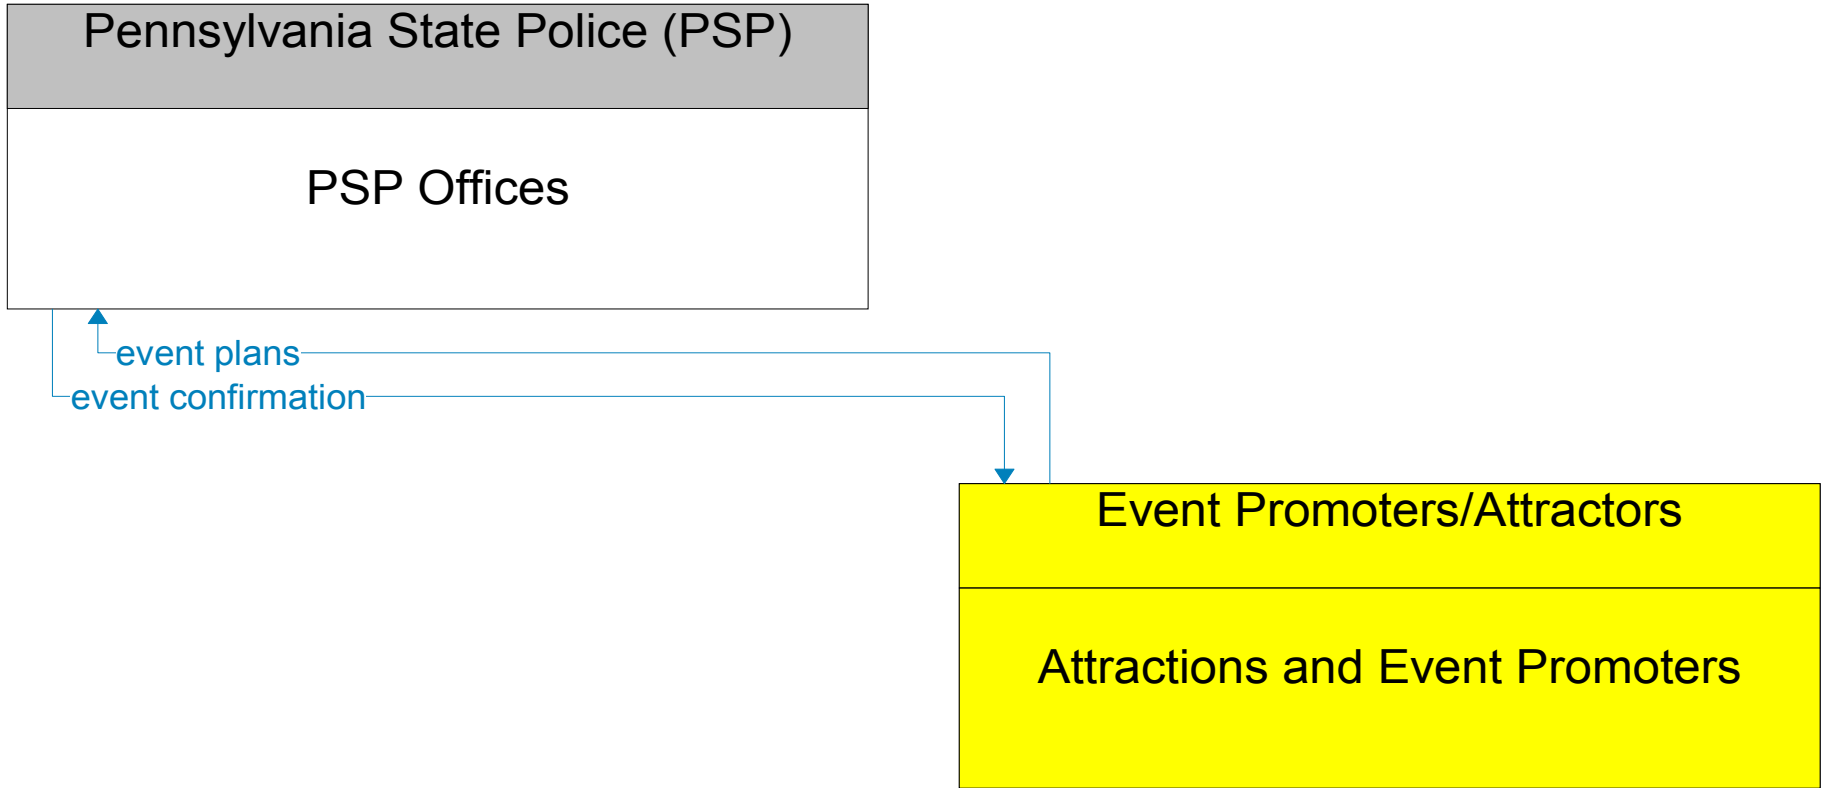 Pennsylvania State Police (PSP)
PSP Offices
event plans
event confirmation
Event Promoters/Attractors
Attractions and Event Promoters